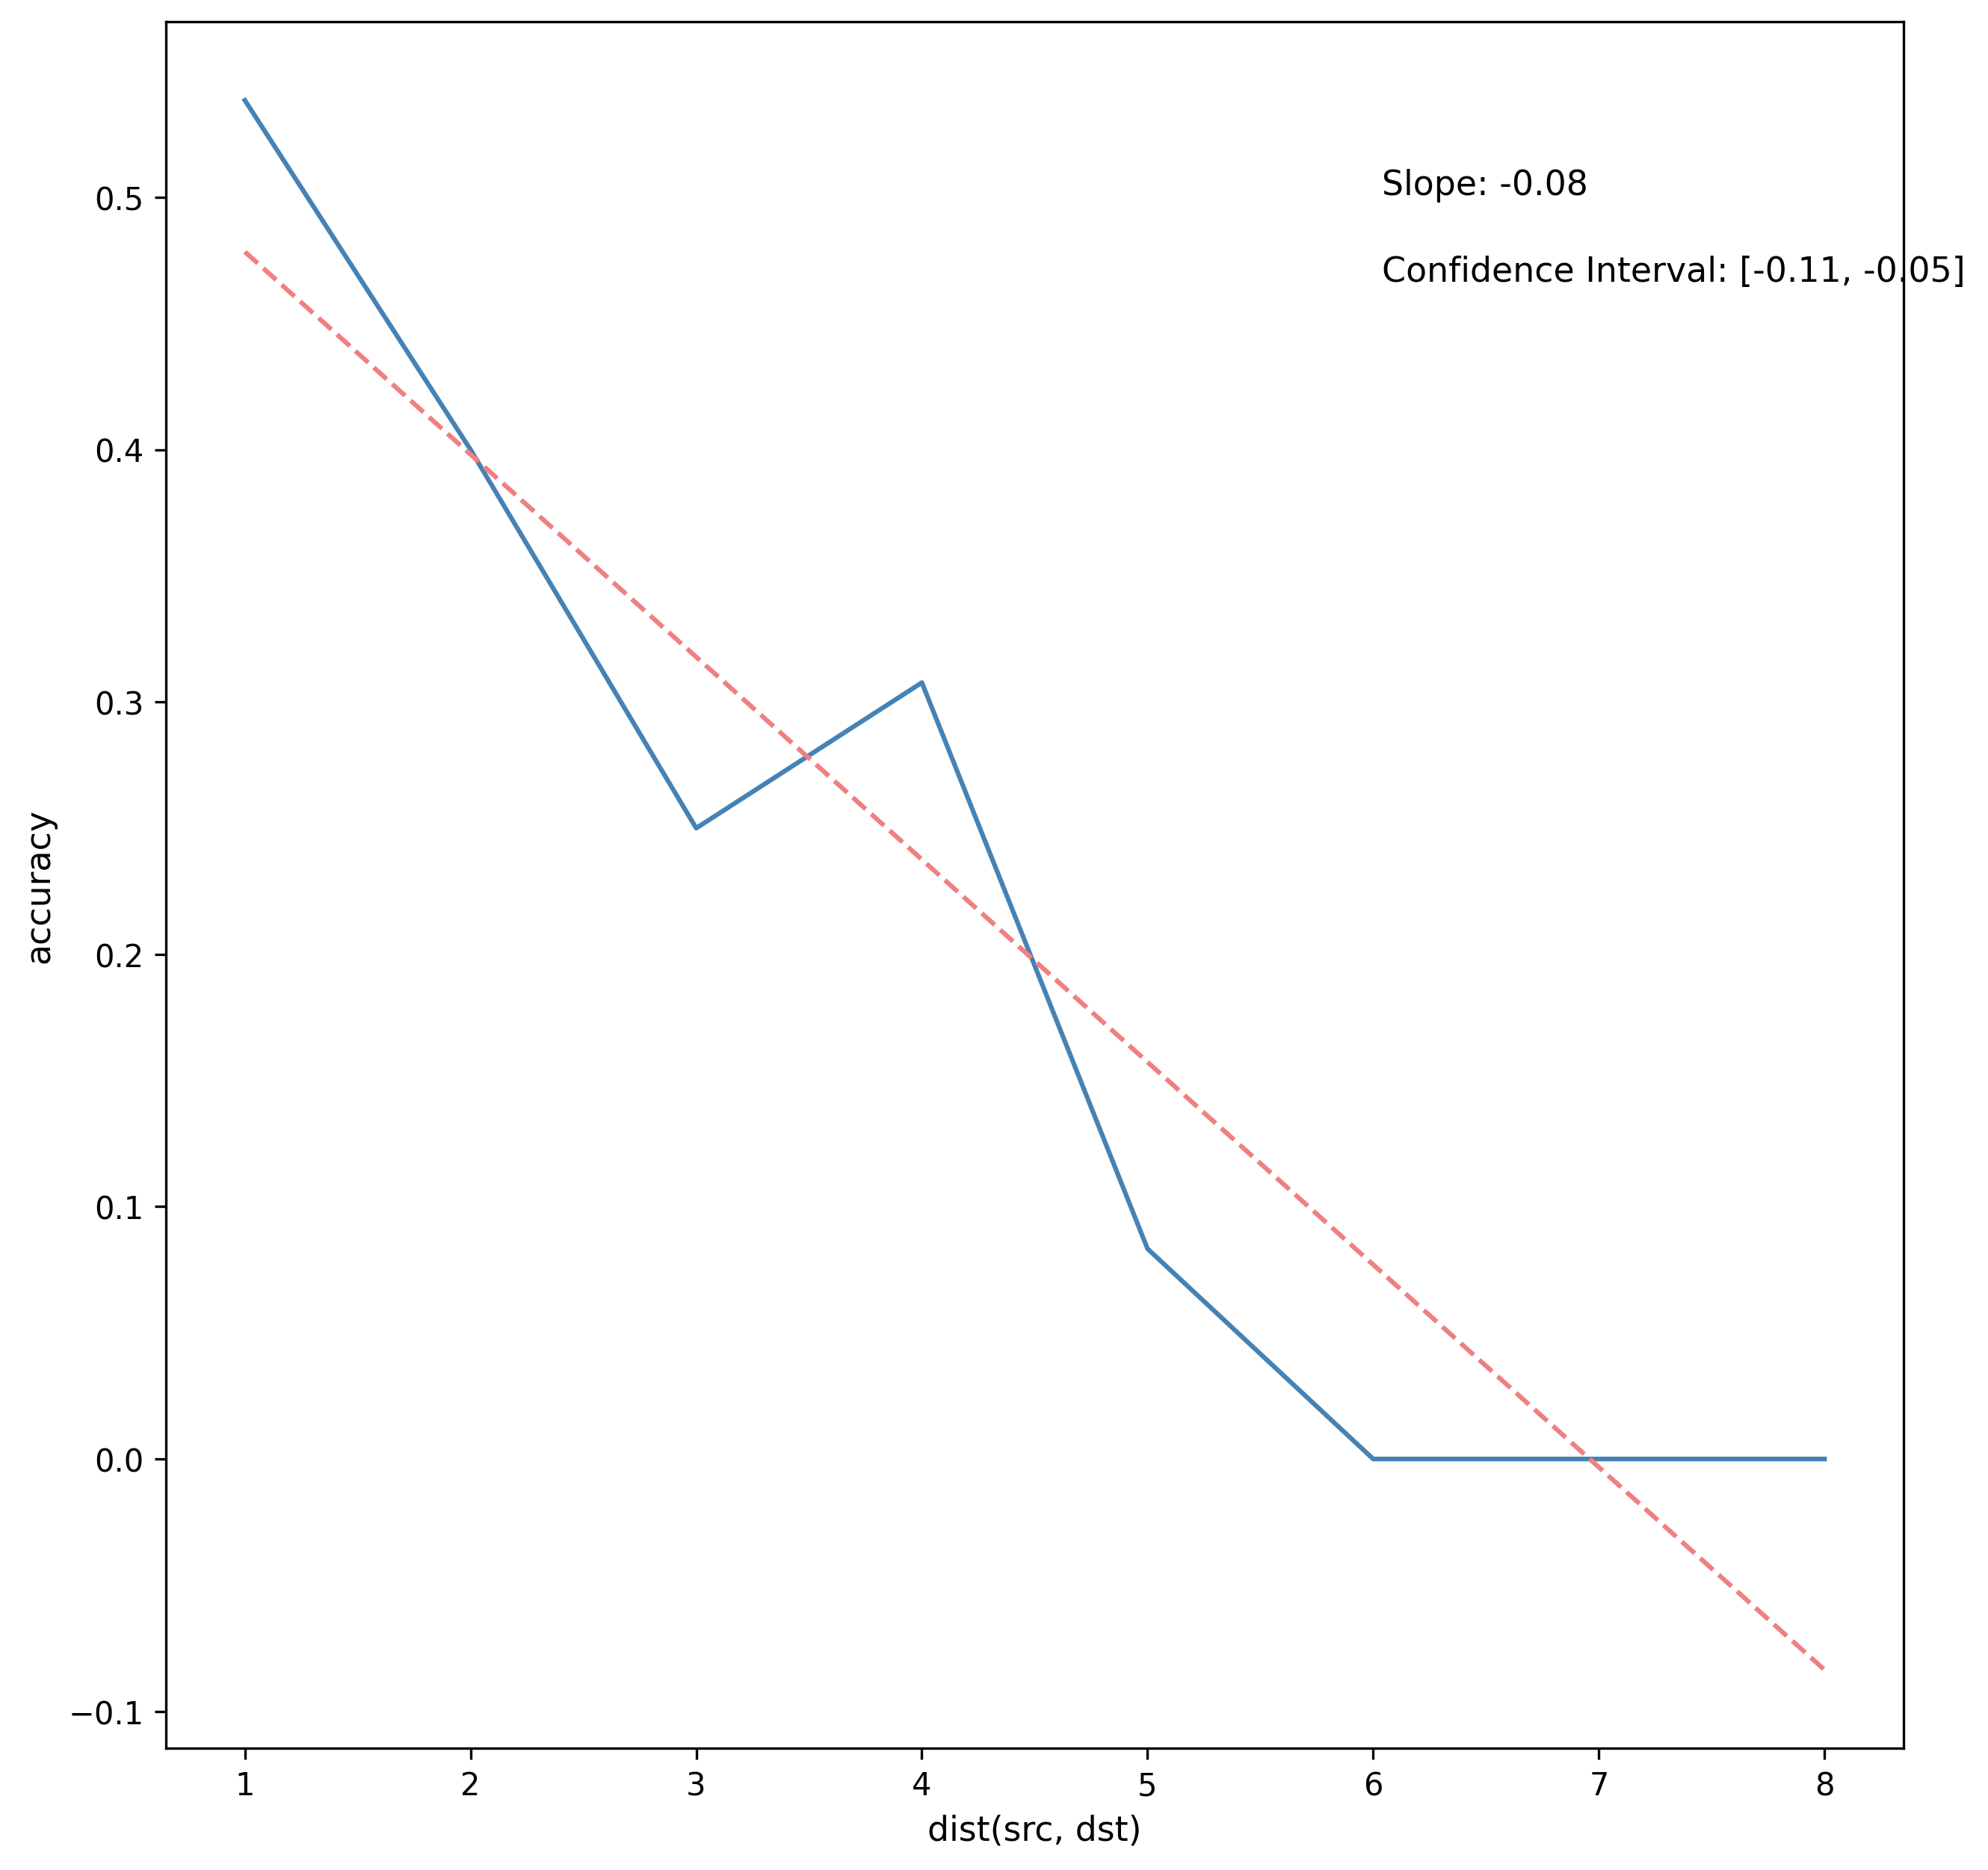 Slope: -0.08
Confidence Interval: [-0.11, -0.05]
accuracy
0.5
0.4
0.3
0.2
0.1
0.0
−0.1
1 2 3 4 5 6 7 8
dist(src, dst)